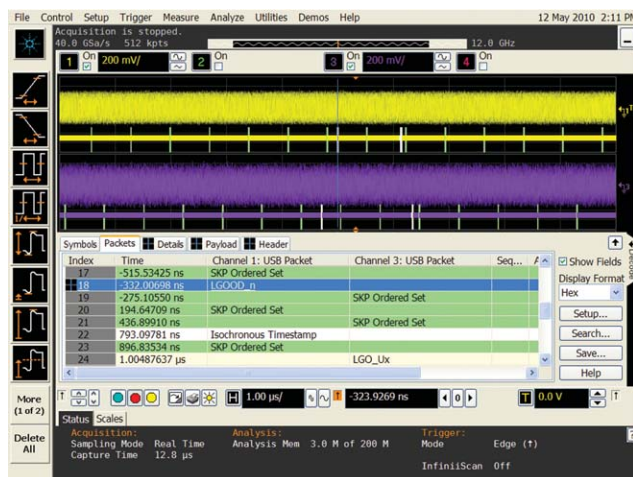 File Control Setup Trigger Measure Analyze Utilities Demos Help 12 May 2010 2:11 PM
Acquisition is stopped.
40.0 GSa/s 512 kpts 12.0 GHz
1 On 200 mV/ 2 On 3 On 200 mV/ 4 On
Symbols Packets Details Payload Header
Index Time Channel 1: USB Packet Channel 3: USB Packet Seq...
17 -515.53425 ns SKP Ordered Set
18 -332.00698 ns LGOOD_n
19 -275.10550 ns SKP Ordered Set
20 194.64709 ns SKP Ordered Set
21 436.89910 ns SKP Ordered Set
22 793.09781 ns Isochronous Timestamp
23 896.83534 ns SKP Ordered Set
24 1.00487637 µs LGO_Ux
Show Fields
Display Format
Hex
Setup...
Search...
Save...
Help
More
(1 of 2)
Delete
All
H 1.00 µs/ -323.9269 ns 0 T 0.0 V
Status Scales
Acquisition: Analysis: Trigger:
Sampling Mode Real Time Analysis Mem 3.0 M of 200 M Mode Edge (↑)
Capture Time 12.8 µs
InfiniiScan Off